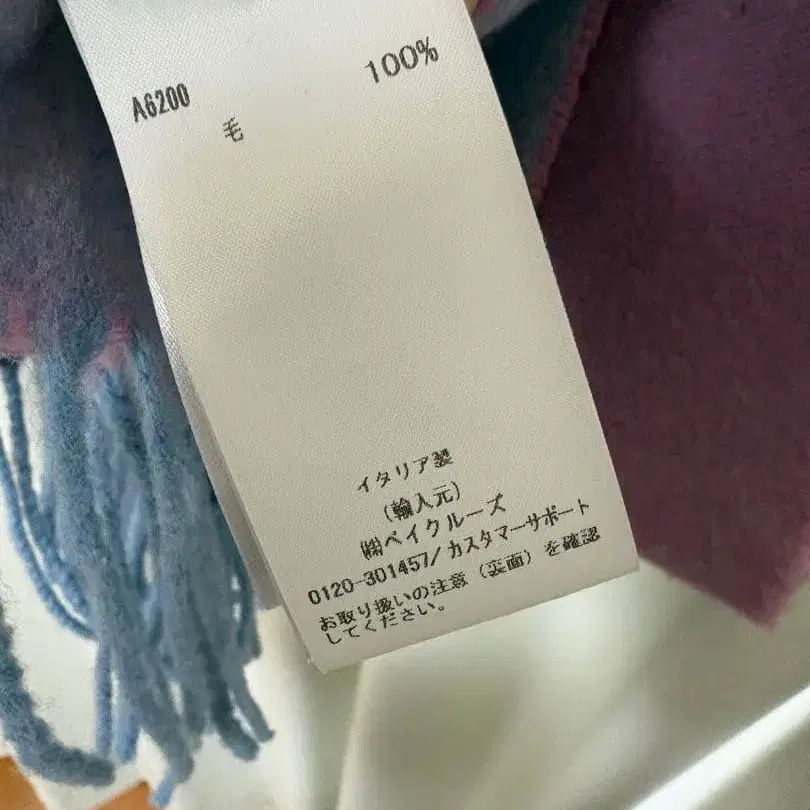 A6200
毛 100%
イタリア製
(輸入元)
㈱ベイクルーズ
0120-301457/カスタマーサポート
お取り扱いの注意(裏面)を確認
してください。